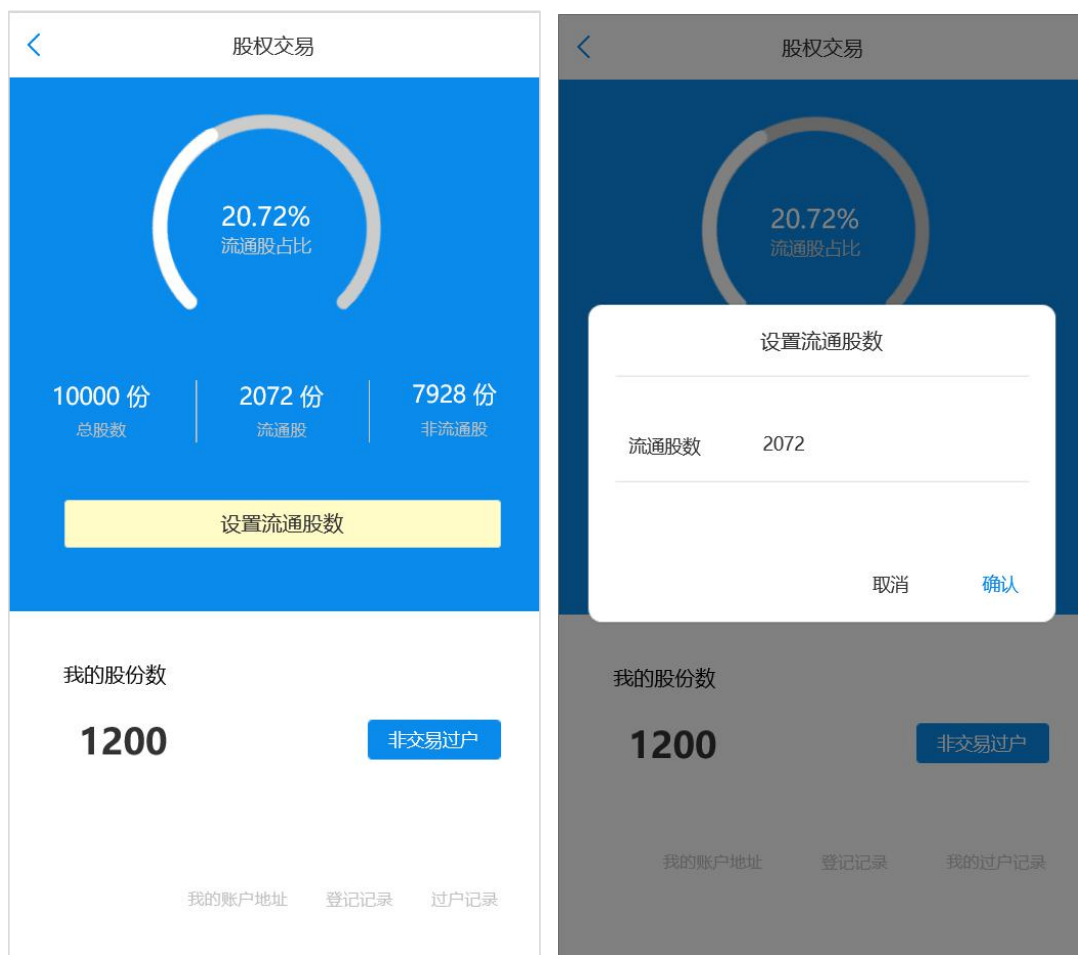 股权交易
20.72%
流通股占比
10000 份
2072 份
7928 份
总股数
流通股
非流通股
设置流通股数
我的股份数
1200
非交易过户
我的账户地址
登记记录
过户记录
股权交易
20.72%
流通股占比
设置流通股数
流通股数
2072
取消
确认
我的股份数
1200
非交易过户
我的账户地址
登记记录
我的过户记录